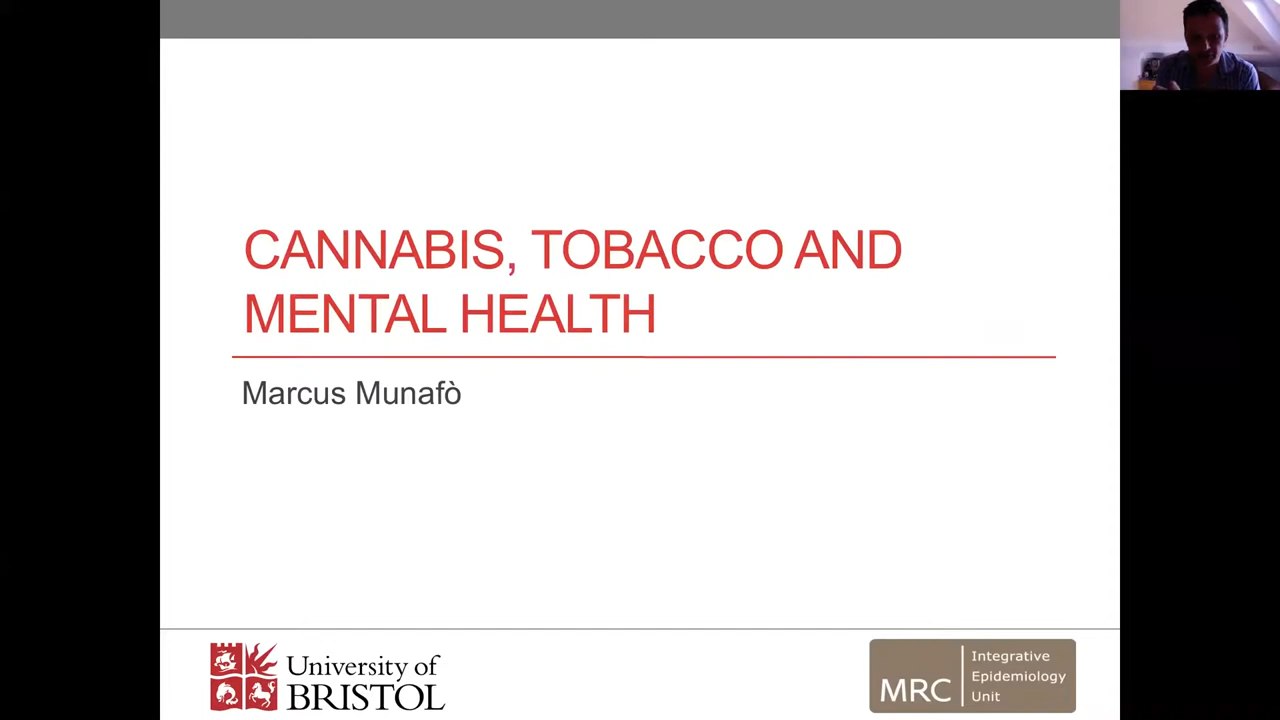 CANNABIS, TOBACCO AND
MENTAL HEALTH
Marcus Munafò
University of
BRISTOL
MRC
Integrative
Epidemiology
Unit